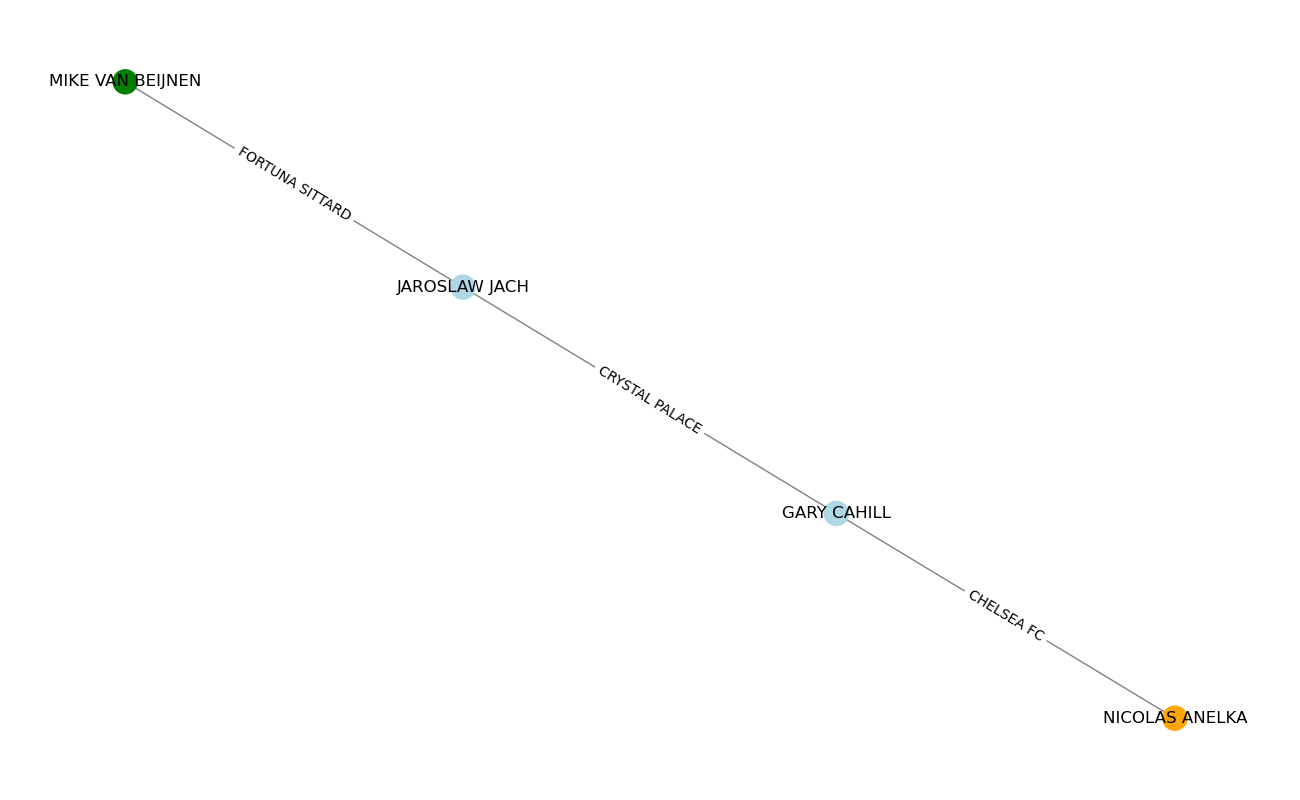 MIKE VAN BEIJNEN
FORTUNA SITTARD
JAROSLAW JACH
CRYSTAL PALACE
GARY CAHILL
CHELSEA FC
NICOLAS ANELKA